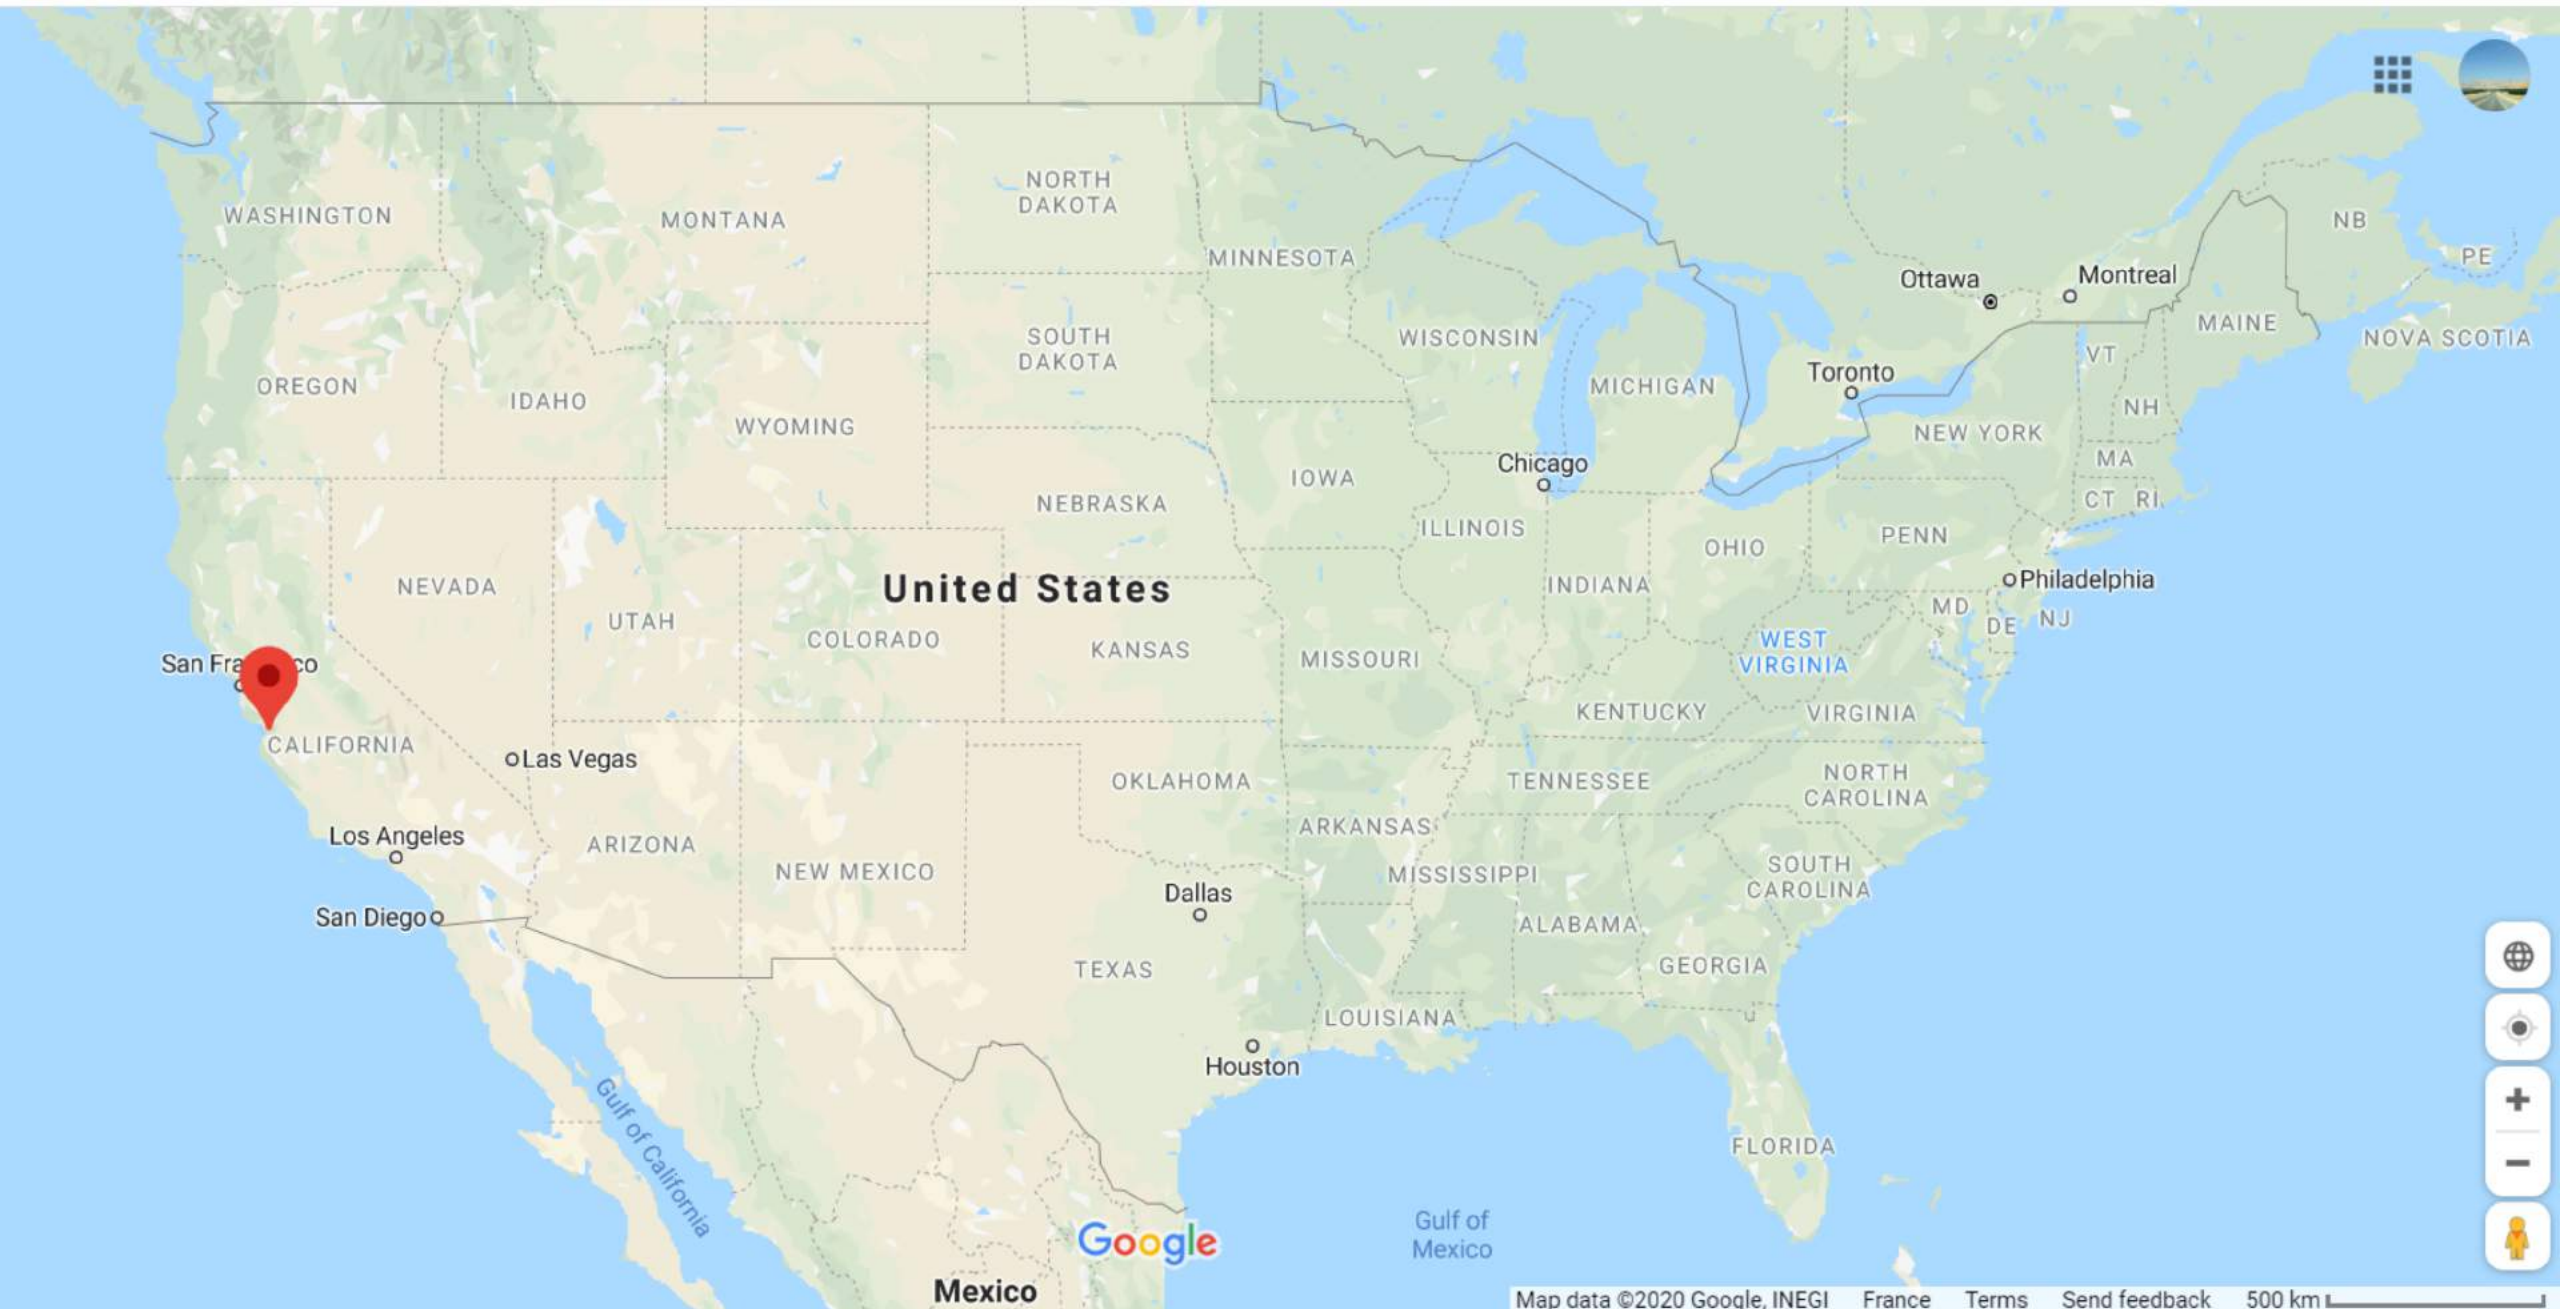 WASHINGTON
MONTANA
NORTH
DAKOTA
MINNESOTA
Ottawa
Montreal
NB
PE
MAINE
NOVA SCOTIA
OREGON
IDAHO
WYOMING
SOUTH
DAKOTA
WISCONSIN
MICHIGAN
Toronto
VT
NH
NEW YORK
MA
CT RI
Chicago
IOWA
NEBRASKA
ILLINOIS
INDIANA
OHIO
PENN
Philadelphia
MD
DE
NJ
NEVADA
UTAH
United States
COLORADO
KANSAS
MISSOURI
WEST
VIRGINIA
KENTUCKY
VIRGINIA
San Fra co
CALIFORNIA
Las Vegas
OKLAHOMA
TENNESSEE
NORTH
CAROLINA
Los Angeles
ARIZONA
NEW MEXICO
ARKANSAS
MISSISSIPPI
SOUTH
CAROLINA
San Diego
Dallas
TEXAS
ALABAMA
GEORGIA
LOUISIANA
Houston
FLORIDA
Gulf of California
Gulf of
Mexico
Google
Mexico
Map data ©2020 Google, INEGI France Terms Send feedback 500 km